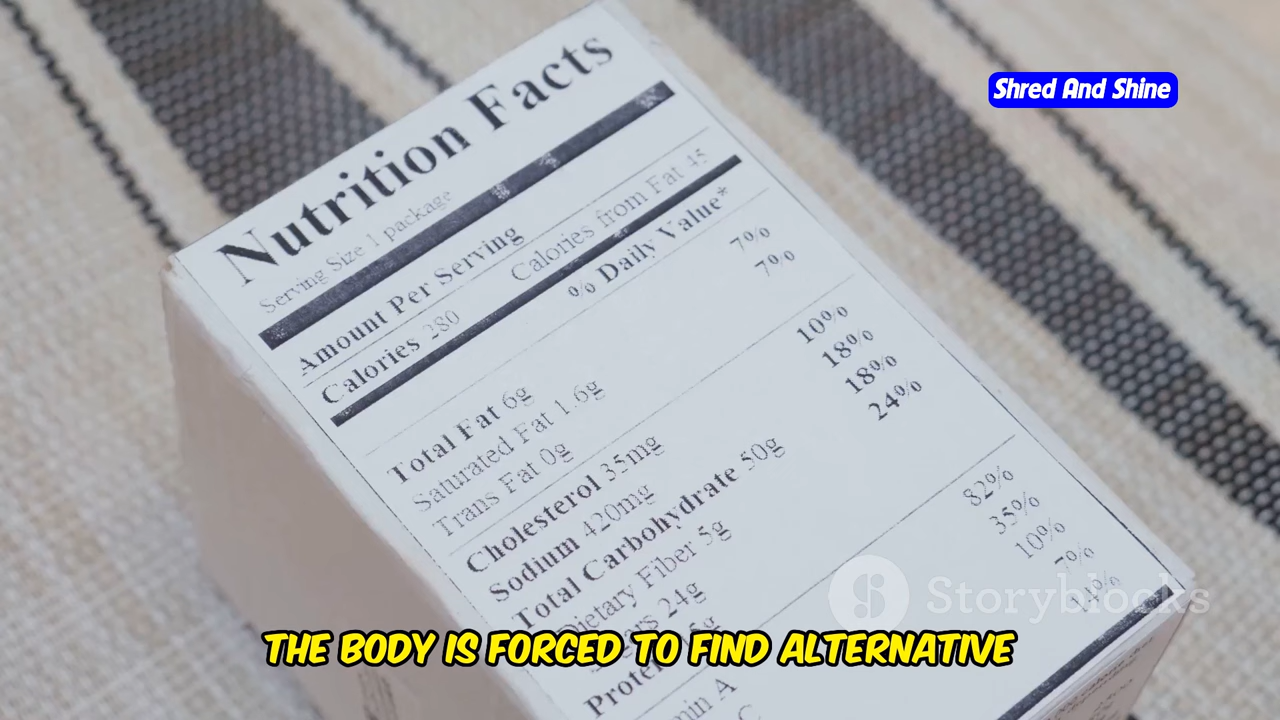 Shred And Shine
Nutrition Facts
Serving Size 1 package
Amount Per Serving
Calories 280 Calories from Fat 45
% Daily Value*
Total Fat 6g 7%
Saturated Fat 1.6g 7%
Trans Fat 0g
Cholesterol 35mg 10%
Sodium 420mg 18%
Total Carbohydrate 50g 18%
Dietary Fiber 5g 24%
24g
82%
35%
10%
7%
14%
Storyblocks
THE BODY IS FORCED TO FIND ALTERNATIVE